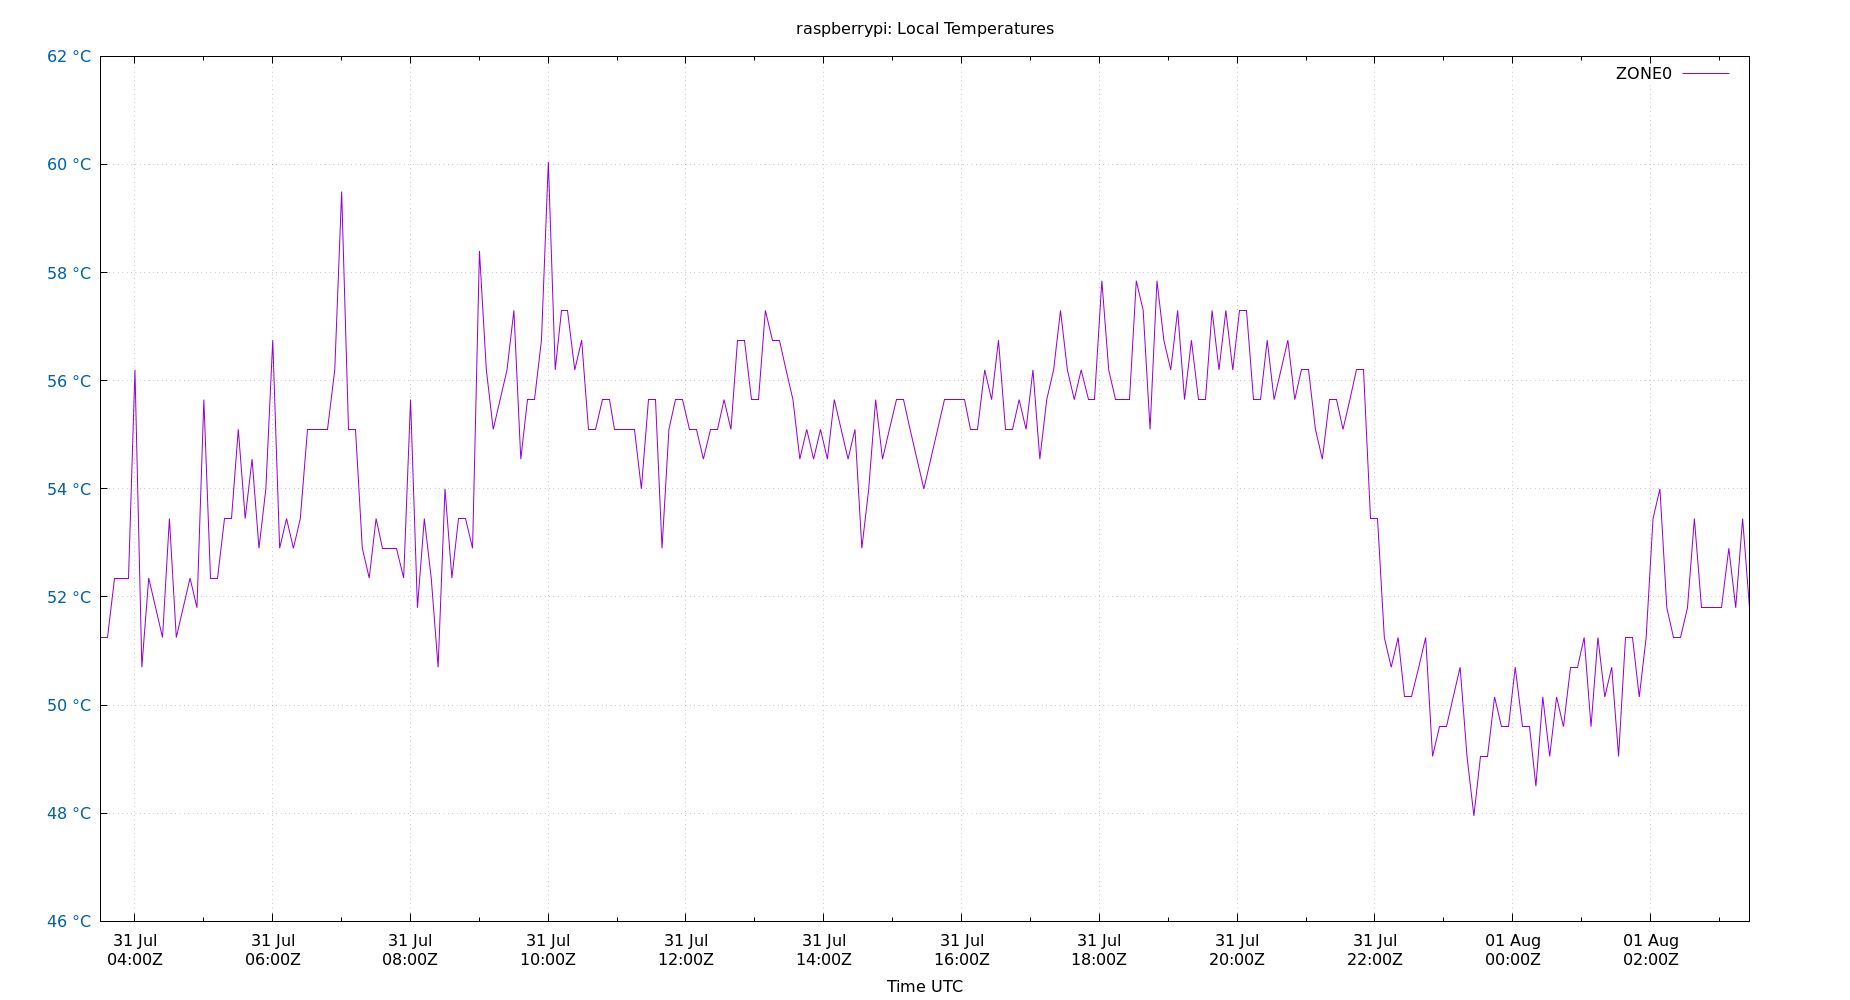 raspberrypi: Local Temperatures
62 °C
ZONE0
60 °C
58 °C
56 °C
54 °C
52 °C
50 °C
48 °C
46 °C
31 Jul 31 Jul 31 Jul 31 Jul 31 Jul 31 Jul 31 Jul 31 Jul 31 Jul 31 Jul 01 Aug 01 Aug
04:00Z 06:00Z 08:00Z 10:00Z 12:00Z 14:00Z 16:00Z 18:00Z 20:00Z 22:00Z 00:00Z 02:00Z
Time UTC